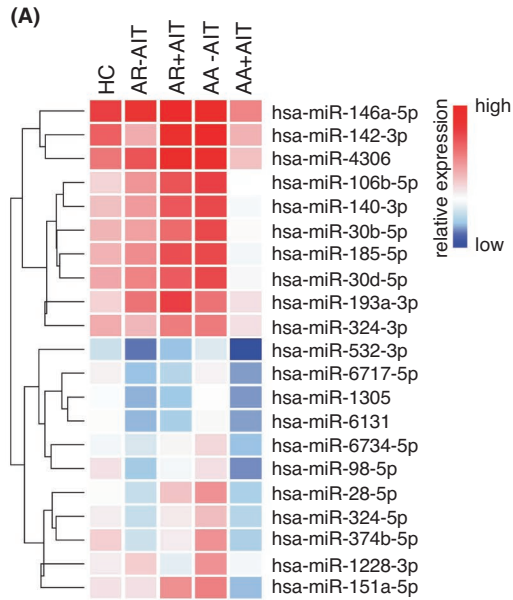 (A)
HC
AR-AIT
AR+AIT
AA -AIT
AA+AIT
hsa-miR-146a-5p
hsa-miR-142-3p
hsa-miR-4306
hsa-miR-106b-5p
hsa-miR-140-3p
hsa-miR-30b-5p
hsa-miR-185-5p
hsa-miR-30d-5p
hsa-miR-193a-3p
hsa-miR-324-3p
hsa-miR-532-3p
hsa-miR-6717-5p
hsa-miR-1305
hsa-miR-6131
hsa-miR-6734-5p
hsa-miR-98-5p
hsa-miR-28-5p
hsa-miR-324-5p
hsa-miR-374b-5p
hsa-miR-1228-3p
hsa-miR-151a-5p
relative expression
high
low